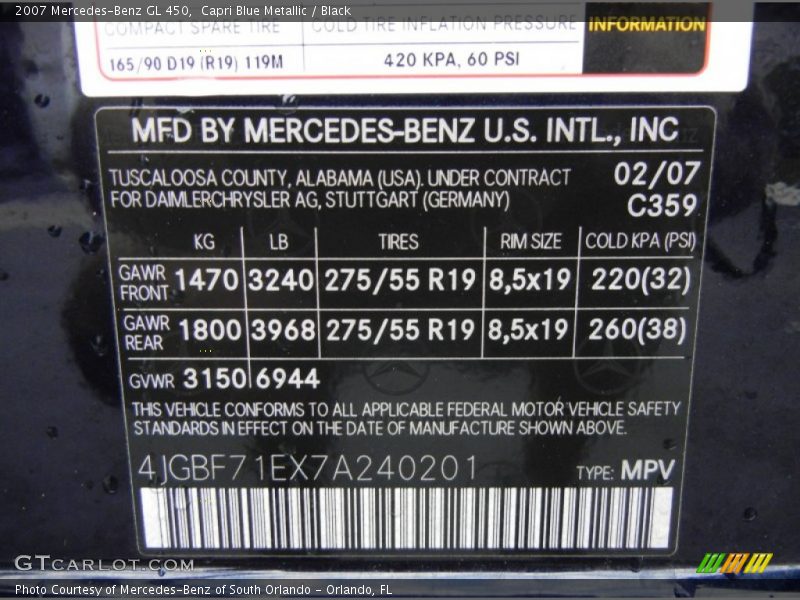 2007 Mercedes-Benz GL 450, Capri Blue Metallic / Black
COMPACT SPARE TIRE COLD TIRE INFLATION PRESSURE INFORMATION
165/90 D19 (R19) 119M 420 KPA, 60 PSI
MFD BY MERCEDES-BENZ U.S. INTL., INC
TUSCALOOSA COUNTY, ALABAMA (USA). UNDER CONTRACT 02/07
FOR DAIMLERCHRYSLER AG, STUTTGART (GERMANY) C359
KG LB TIRES RIM SIZE COLD KPA (PSI)
GAWR FRONT 1470 3240 275/55 R19 8,5x19 220(32)
GAWR REAR 1800 3968 275/55 R19 8,5x19 260(38)
GVWR 3150 6944
THIS VEHICLE CONFORMS TO ALL APPLICABLE FEDERAL MOTOR VEHICLE SAFETY
STANDARDS IN EFFECT ON THE DATE OF MANUFACTURE SHOWN ABOVE.
4JGBF71EX7A240201 TYPE: MPV
GTCARLOT.COM
Photo Courtesy of Mercedes-Benz of South Orlando - Orlando, FL